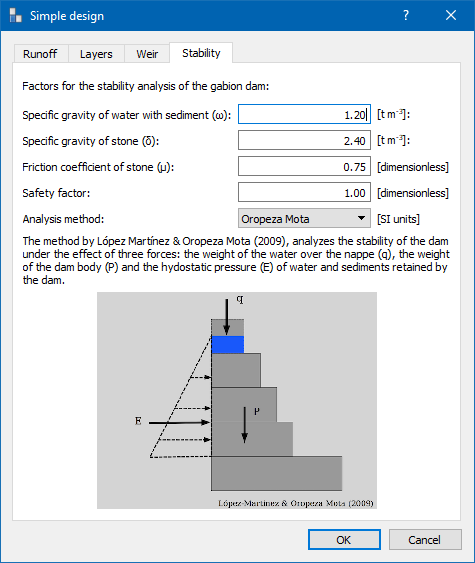 Simple design
?
Runoff Layers Weir Stability
Factors for the stability analysis of the gabion dam:
Specific gravity of water with sediment (ω): 1.20 [t m⁻³]:
Specific gravity of stone (δ): 2.40 [t m⁻³]:
Friction coefficient of stone (μ): 0.75 [dimensionless]
Safety factor: 1.00 [dimensionless]
Analysis method: Oropeza Mota [SI units]
The method by López Martínez & Oropeza Mota (2009), analyzes the stability of the dam
under the effect of three forces: the weight of the water over the nappe (q), the weight
of the dam body (P) and the hydostatic pressure (E) of water and sediments retained by
the dam.
q
P
E
López-Martínez & Oropeza Mota (2009)
OK Cancel